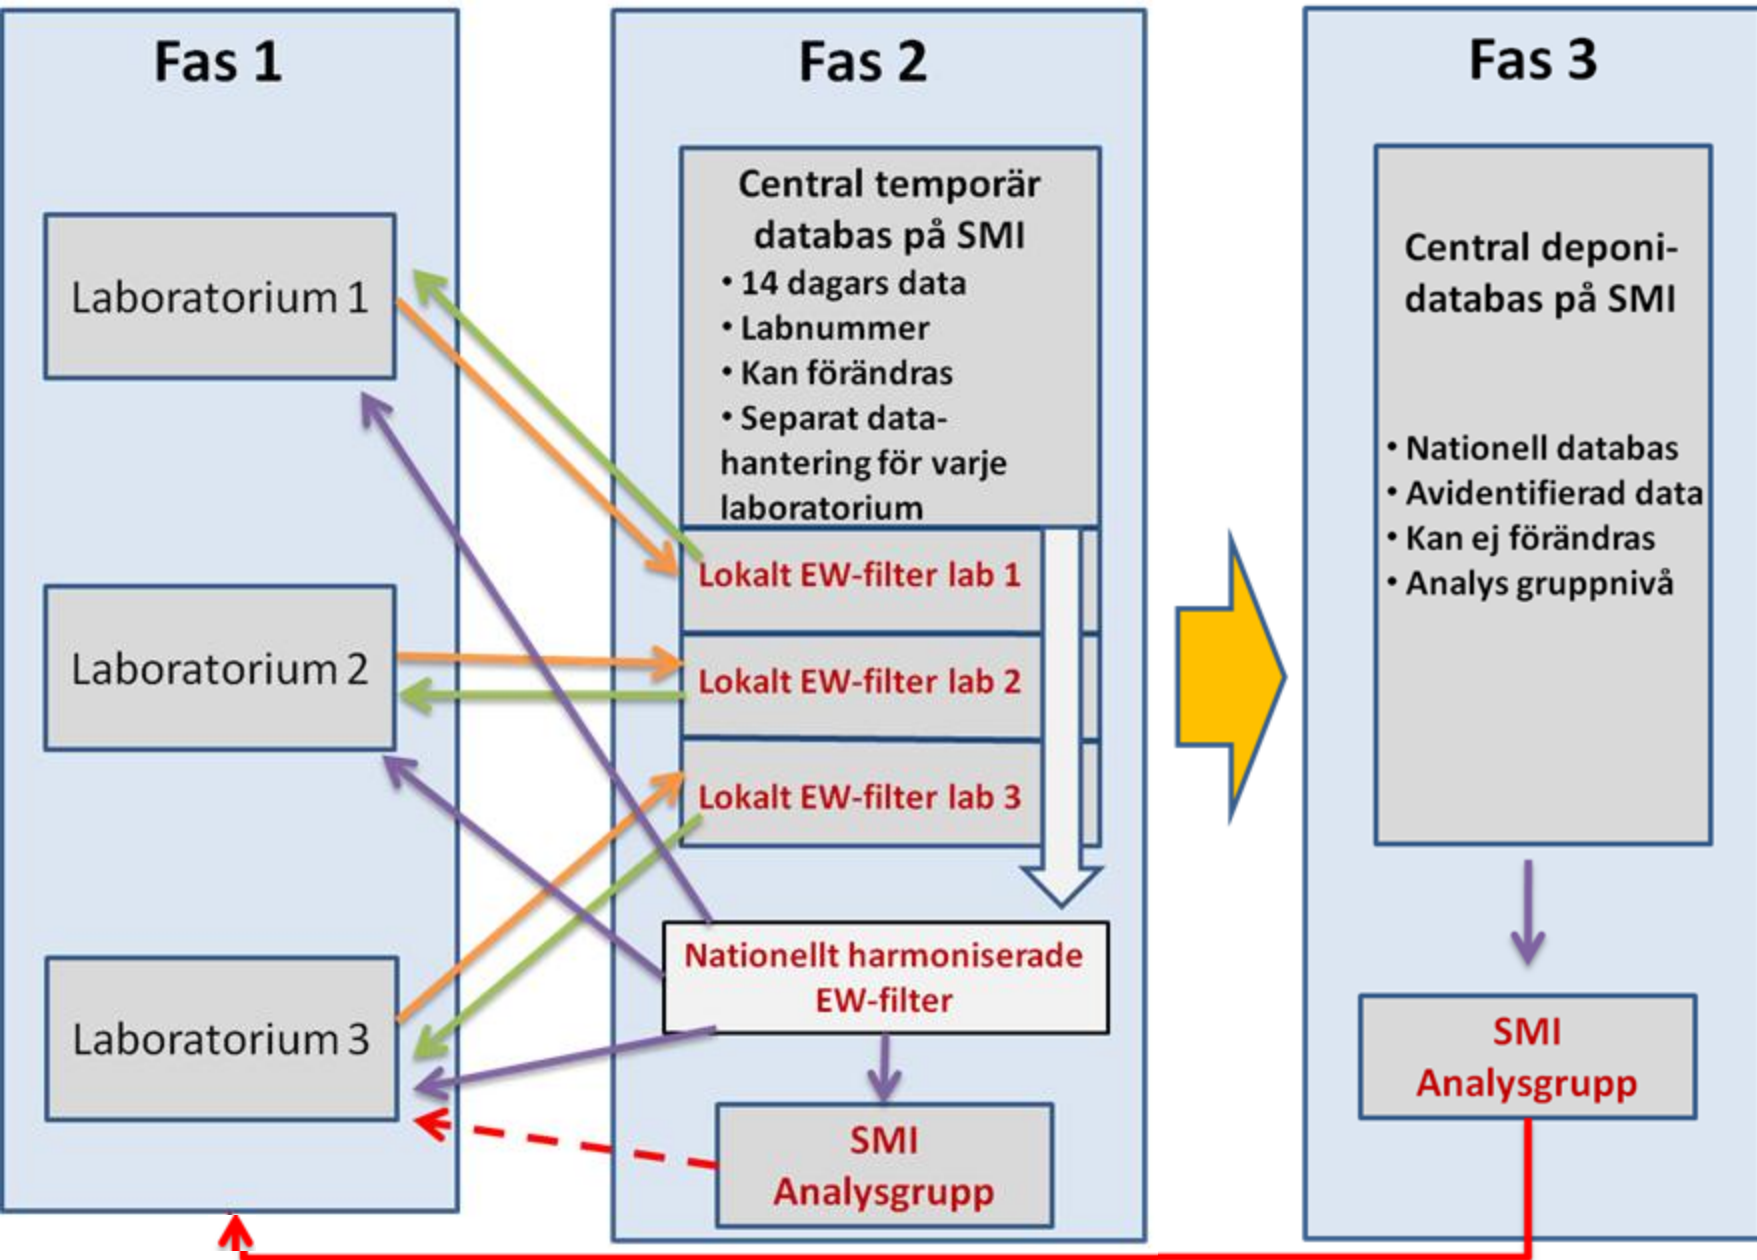 Fas 1
Laboratorium 1
Laboratorium 2
Laboratorium 3
Fas 2
Central temporär
databas på SMI
• 14 dagars data
• Labnummer
• Kan förändras
• Separat data-
hantering för varje
laboratorium
Lokalt EW-filter lab 1
Lokalt EW-filter lab 2
Lokalt EW-filter lab 3
Nationellt harmoniserade
EW-filter
SMI
Analysgrupp
Fas 3
Central deponi-
databas på SMI
• Nationell databas
• Avidentifierad data
• Kan ej förändras
• Analys gruppnivå
SMI
Analysgrupp